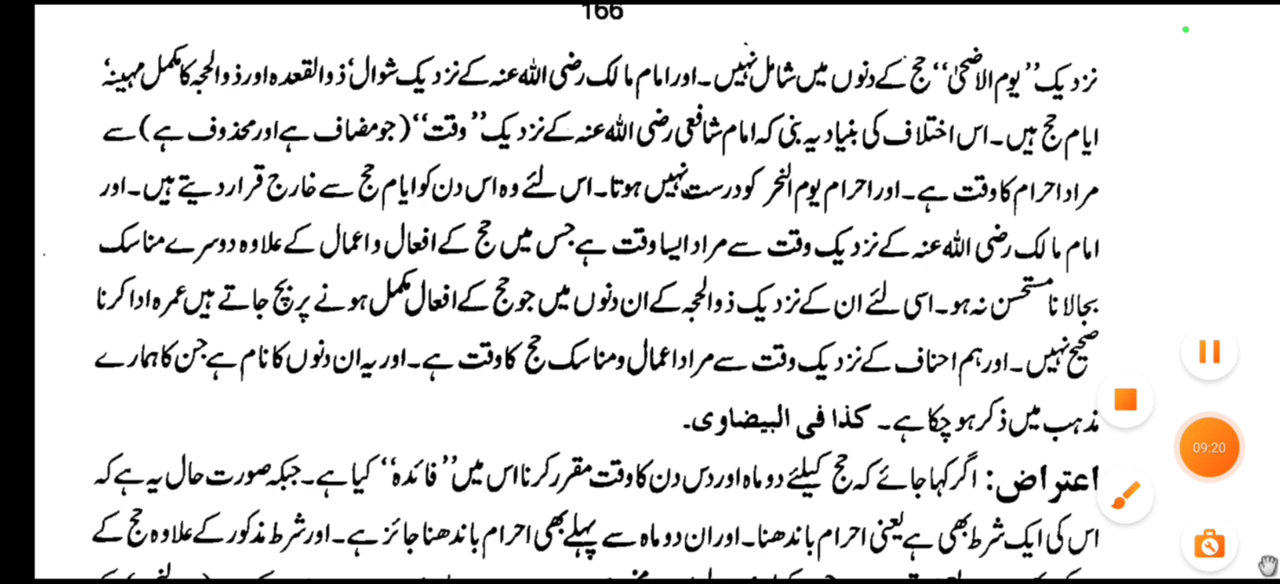 166
نزدیک ’’یوم الاضحیٰ‘‘ حج کے دنوں میں شامل نہیں۔ اور امام مالک رضی اللہ عنہ کے نزدیک شوال، ذوالقعدہ اور ذوالحجہ کا مکمل مہینہ،
ایام حج ہیں۔ اس اختلاف کی بنیاد یہ بنی کہ امام شافعی رضی اللہ عنہ کے نزدیک ’’وقت‘‘ (جو مضاف ہے اور محذوف ہے) سے
مراد احرام کا وقت ہے۔ اور احرام یوم النحر کو درست نہیں ہوتا۔ اس لئے وہ اس دن کو ایام حج سے خارج قرار دیتے ہیں۔ اور
امام مالک رضی اللہ عنہ کے نزدیک وقت سے مراد ایسا وقت ہے جس میں حج کے افعال و اعمال کے علاوہ دوسرے مناسک
بجالانا مستحسن نہ ہو۔ اسی لئے ان کے نزدیک ذوالحجہ کے ان دنوں میں جو حج کے افعال مکمل ہونے پر بچ جاتے ہیں عمرہ ادا کرنا
صحیح نہیں۔ اور ہم احناف کے نزدیک وقت سے مراد اعمال و مناسک حج کا وقت ہے۔ اور یہ ان دنوں کا نام ہے جن کا ہمارے
مذہب میں ذکر ہو چکا ہے۔ کذا فی البیضاوی۔
اعتراض: اگر کہا جائے کہ حج کیلئے دو ماہ اور دس دن کا وقت مقرر کرنا اس میں ’’فائدہ‘‘ کیا ہے۔ جبکہ صورت حال یہ ہے کہ
اس کی ایک شرط بھی ہے یعنی احرام باندھنا۔ اور ان دو ماہ سے پہلے بھی احرام باندھنا جائز ہے۔ اور شرط مذکور کے علاوہ حج کے
09:20